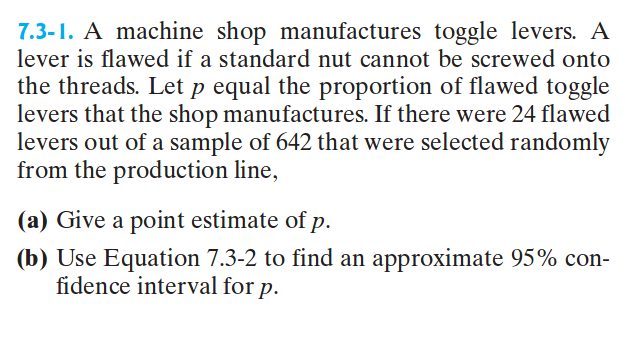 7.3-1. A machine shop manufactures toggle levers. A
lever is flawed if a standard nut cannot be screwed onto
the threads. Let p equal the proportion of flawed toggle
levers that the shop manufactures. If there were 24 flawed
levers out of a sample of 642 that were selected randomly
from the production line,
(a) Give a point estimate of p.
(b) Use Equation 7.3-2 to find an approximate 95% con-
fidence interval for p.